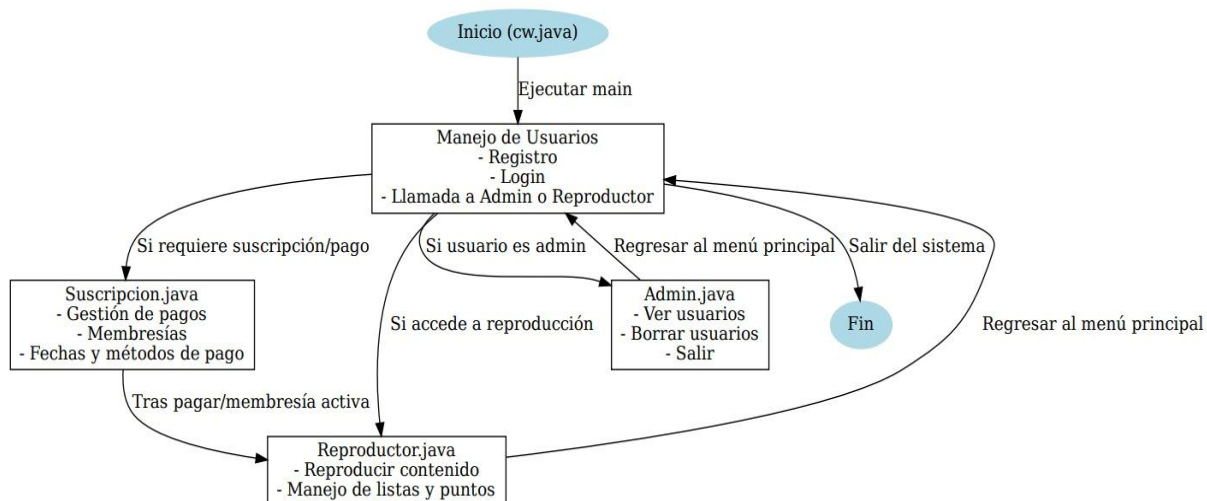 Inicio (cw.java)
Ejecutar main
Manejo de Usuarios
- Registro
- Login
- Llamada a Admin o Reproductor
Si requiere suscripción/pago
Si usuario es admin
Regresar al menú principal
Salir del sistema
Suscripcion.java
- Gestión de pagos
- Membresías
- Fechas y métodos de pago
Si accede a reproducción
Admin.java
- Ver usuarios
- Borrar usuarios
- Salir
Fin
Regresar al menú principal
Tras pagar/membresía activa
Reproductor.java
- Reproducir contenido
- Manejo de listas y puntos